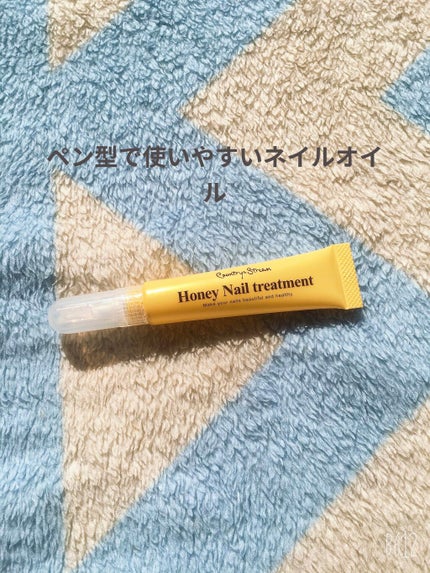 ペン型で使いやすいネイルオイ
ル
Country & Stream
Honey Nail treatment
Make your nails beautiful and healthy